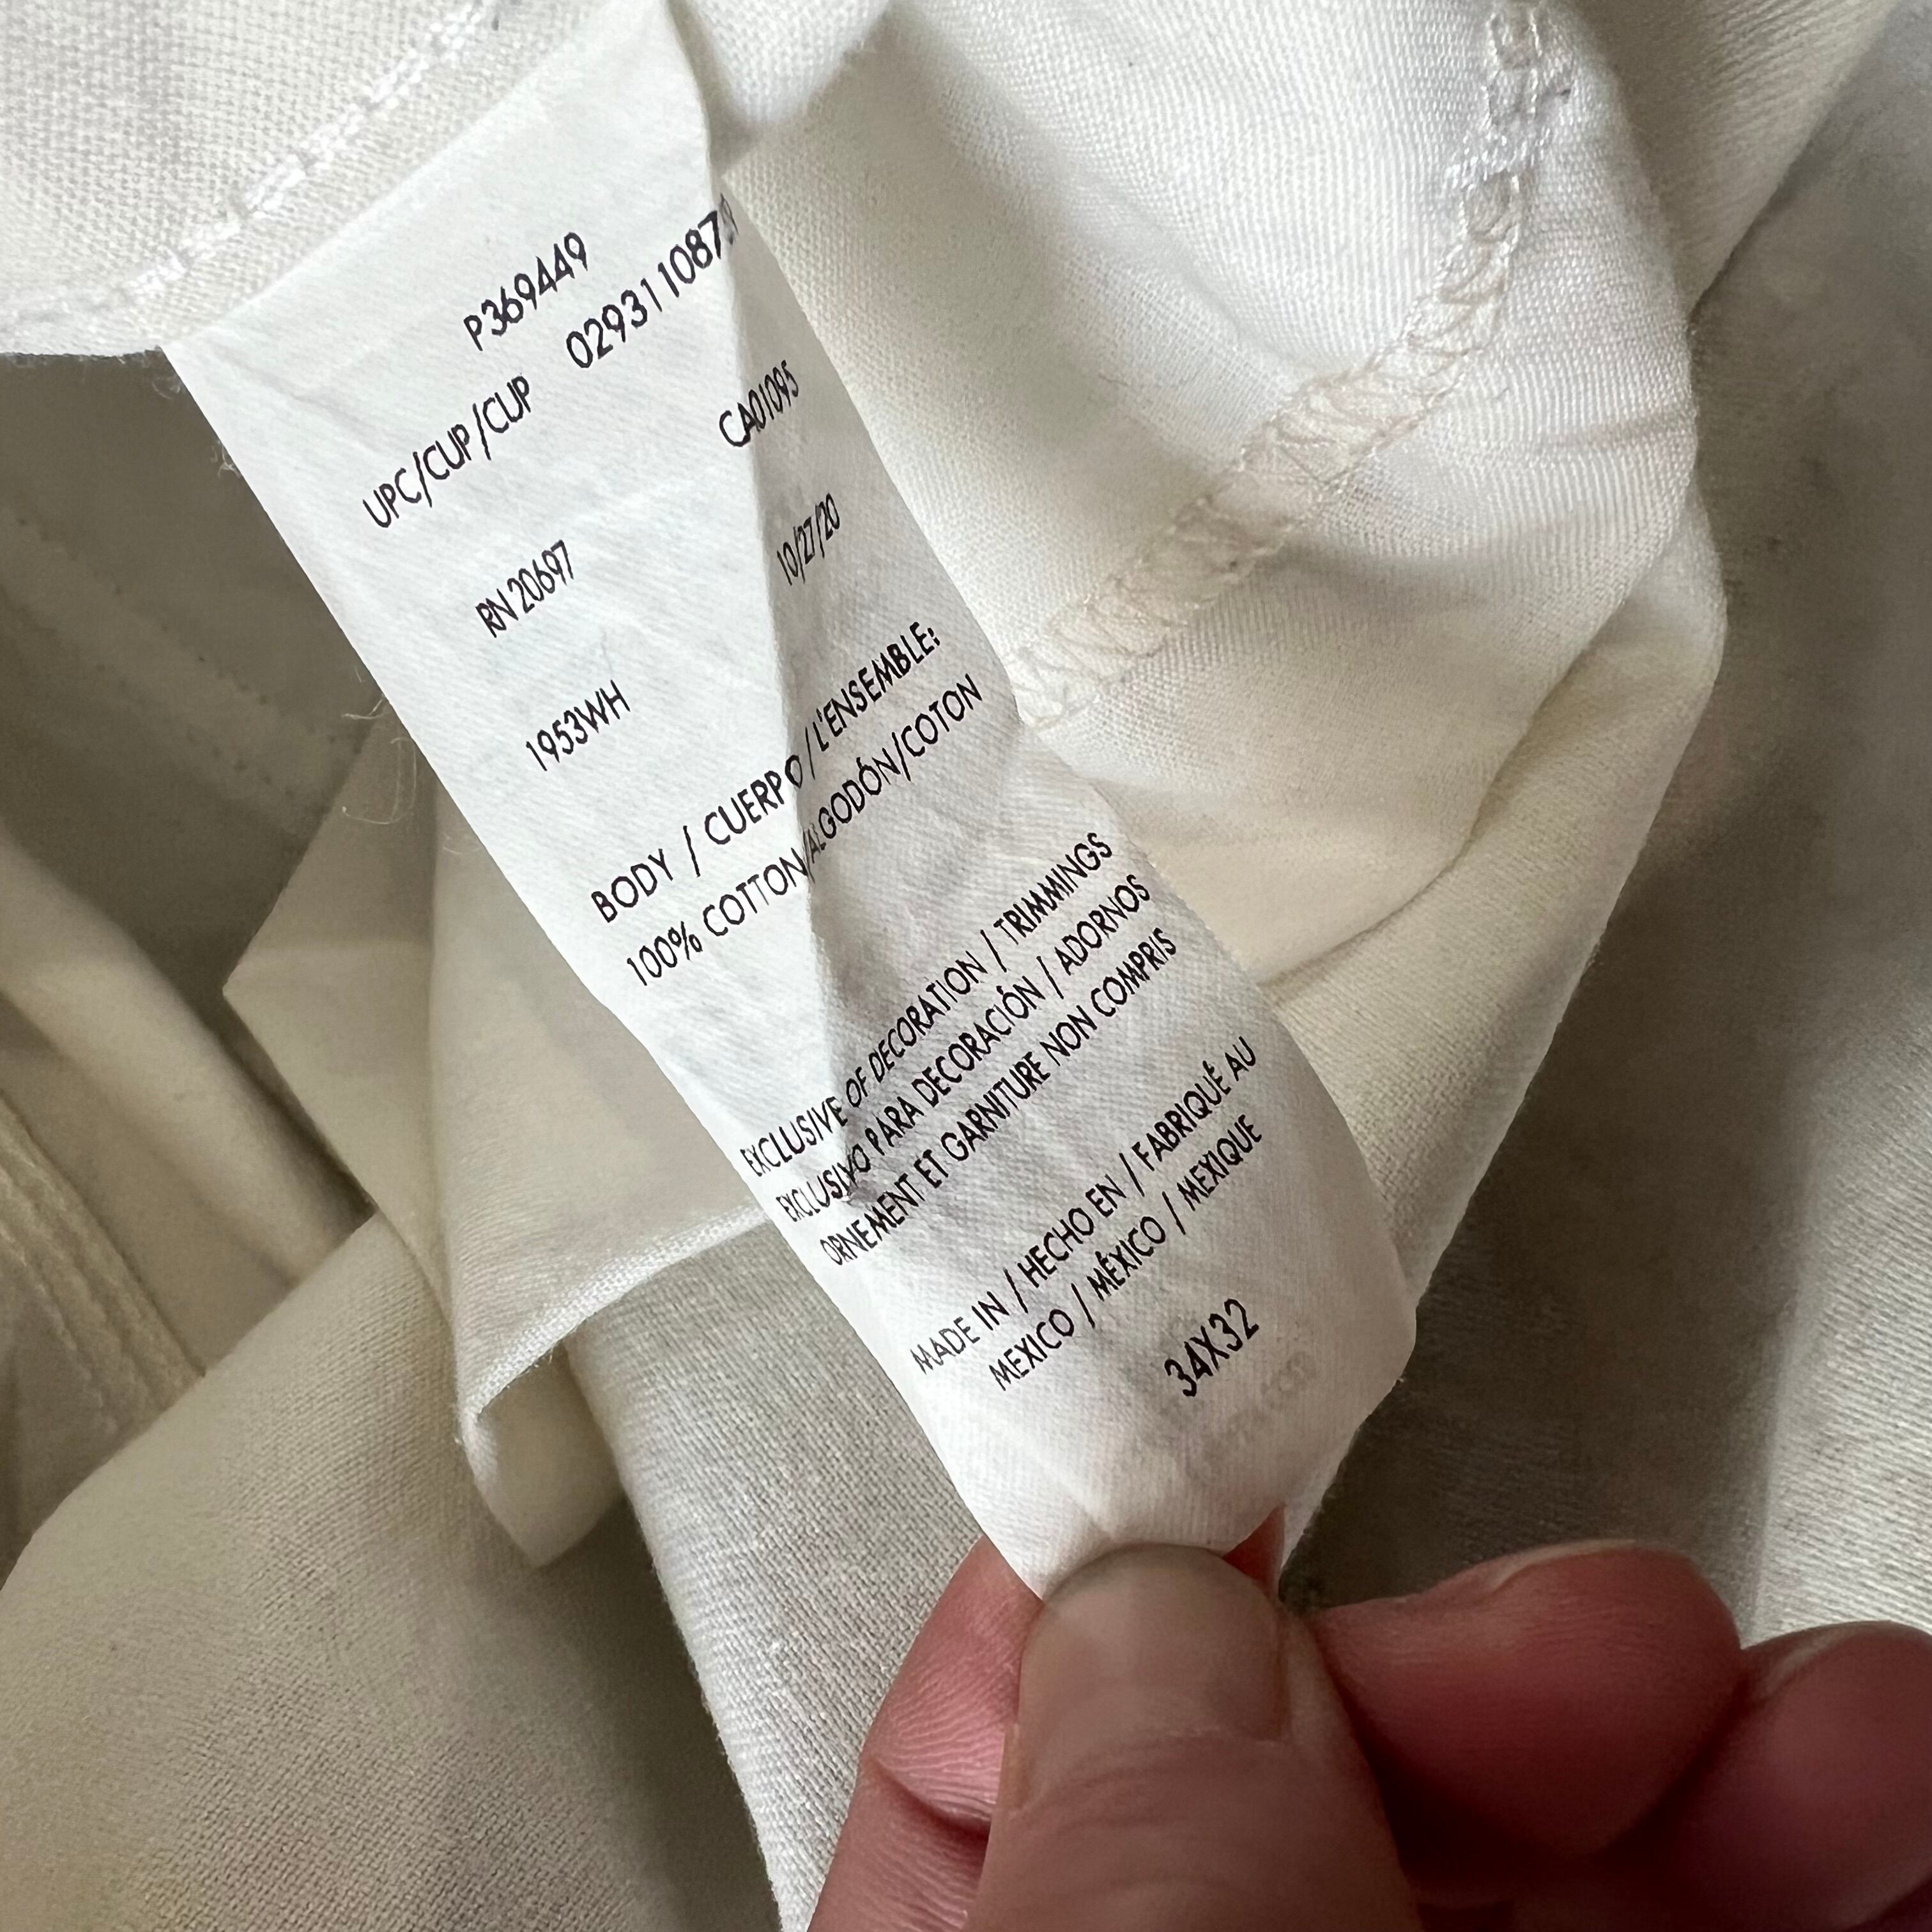 P369449
UPC/CUP/CUP 029311087
RN 20697 CA01095
1953WH 10/27/20
BODY / CUERPO / L'ENSEMBLE:
100% COTTON/ALGODÓN/COTON
EXCLUSIVE OF DECORATION / TRIMMINGS
EXCLUSIVO PARA DECORACIÓN / ADORNOS
ORNEMENT ET GARNITURE NON COMPRIS
MADE IN / HECHO EN / FABRIQUÉ AU
MEXICO / MÉXICO / MEXIQUE
34X32